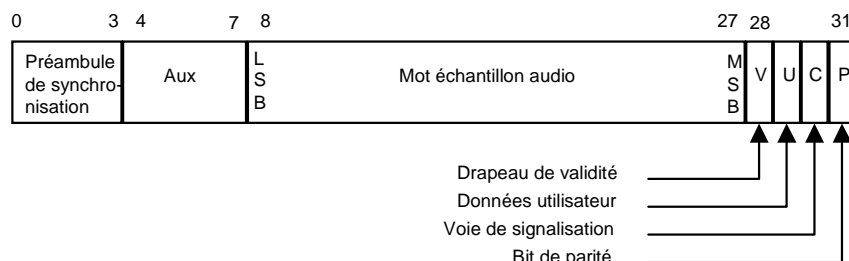 0 3 4 7 8 27 28 31
Préambule
de synchro-
nisation
Aux
L
S
B
Mot échantillon audio
M
S
B
V U C P
Drapeau de validité
Données utilisateur
Voie de signalisation
Bit de parité